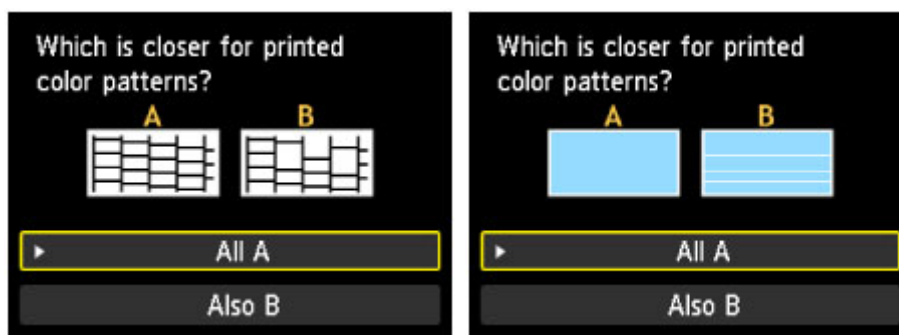 Which is closer for printed
color patterns?
A B
All A
Also B
Which is closer for printed
color patterns?
A B
All A
Also B